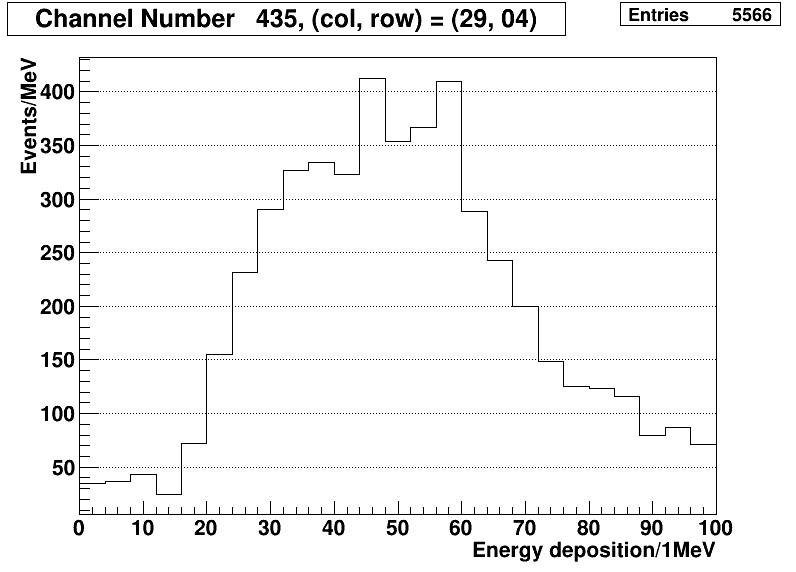 Channel Number 435, (col, row) = (29, 04)
Entries 5566
Events/MeV
400
350
300
250
200
150
100
50
0 10 20 30 40 50 60 70 80 90 100
Energy deposition/1MeV